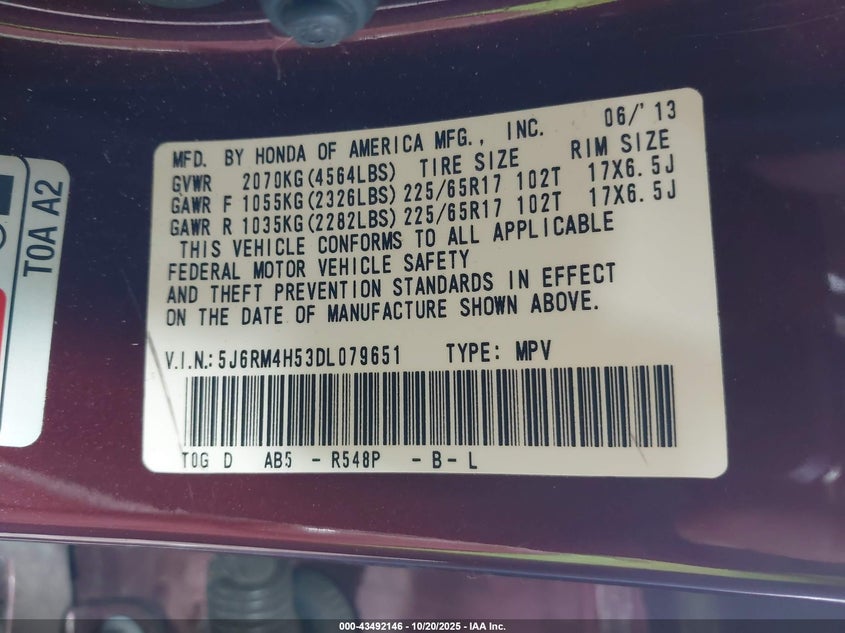 MFD. BY HONDA OF AMERICA MFG., INC. 06/'13
GVWR 2070KG(4564LBS) TIRE SIZE RIM SIZE
GAWR F 1055KG(2326LBS) 225/65R17 102T 17X6.5J
GAWR R 1035KG(2282LBS) 225/65R17 102T 17X6.5J
THIS VEHICLE CONFORMS TO ALL APPLICABLE
FEDERAL MOTOR VEHICLE SAFETY
AND THEFT PREVENTION STANDARDS IN EFFECT
ON THE DATE OF MANUFACTURE SHOWN ABOVE.
V.I.N.: 5J6RM4H53DL079651 TYPE: MPV
T0G D AB5 - R548P - B - L
T0A A2
000-43492146 - 10/20/2025 - IAA Inc.